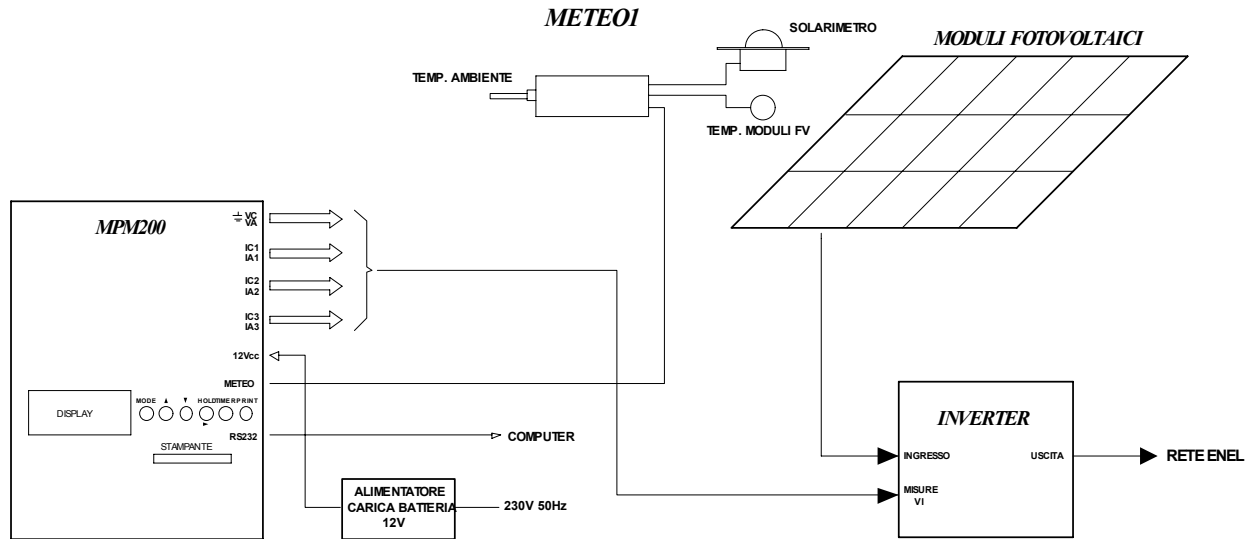 METEO1
SOLARIMETRO
MODULI FOTOVOLTAICI
TEMP. AMBIENTE
TEMP. MODULI FV
MPM200
VC
VA
IC1
IA1
IC2
IA2
IC3
IA3
12Vcc
METEO
MODE HOLD TIMER PRINT
DISPLAY
RS232
COMPUTER
STAMPANTE
ALIMENTATORE
CARICA BATTERIA
12V
230V 50Hz
INVERTER
INGRESSO
USCITA
RETE ENEL
MISURE
VI